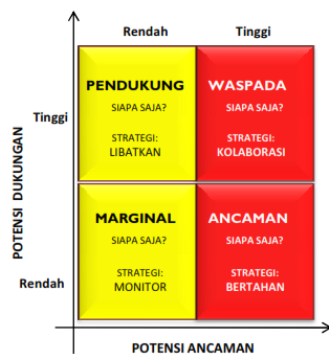 Rendah
Tinggi
PENDUKUNG
SIAPA SAJA?
STRATEGI:
LIBATKAN
WASPADA
SIAPA SAJA?
STRATEGI:
KOLABORASI
Tinggi
MARGINAL
SIAPA SAJA?
STRATEGI:
MONITOR
ANCAMAN
SIAPA SAJA?
STRATEGI:
BERTAHAN
Rendah
POTENSI DUKUNGAN
POTENSI ANCAMAN